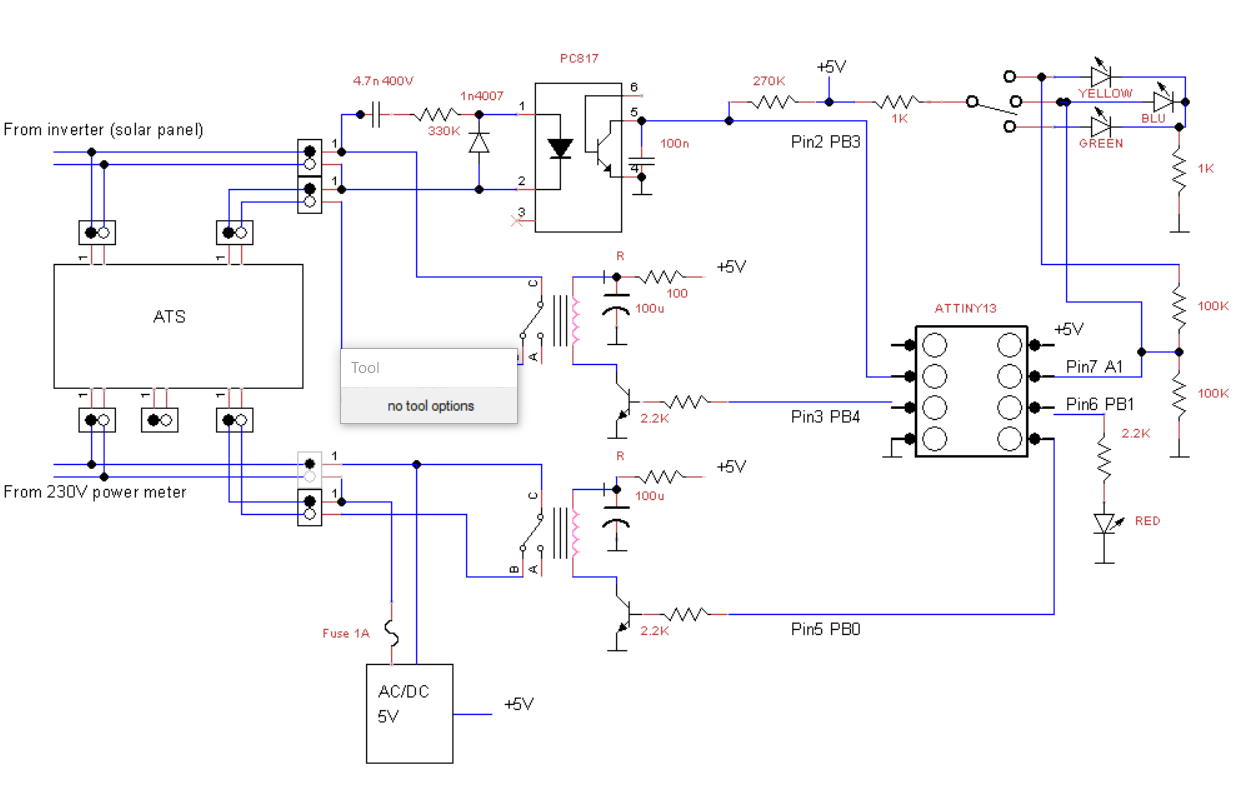 PC817
4.7n 400V
270K
+5V
1n4007
1
6
YELLOW
330K
5
1K
BLU
From inverter (solar panel)
1
100n
Pin2 PB3
GREEN
4
1K
1
2
3
1
1
R
+5V
C
100
100u
100K
ATS
ATTINY13
+5V
A
Tool
Pin7 A1
no tool options
100K
1
1
1
2.2K
Pin3 PB4
Pin6 PB1
2.2K
R
1
+5V
From 230V power meter
1
C
100u
RED
B
A
Fuse 1A
2.2K
Pin5 PB0
AC/DC
5V
+5V